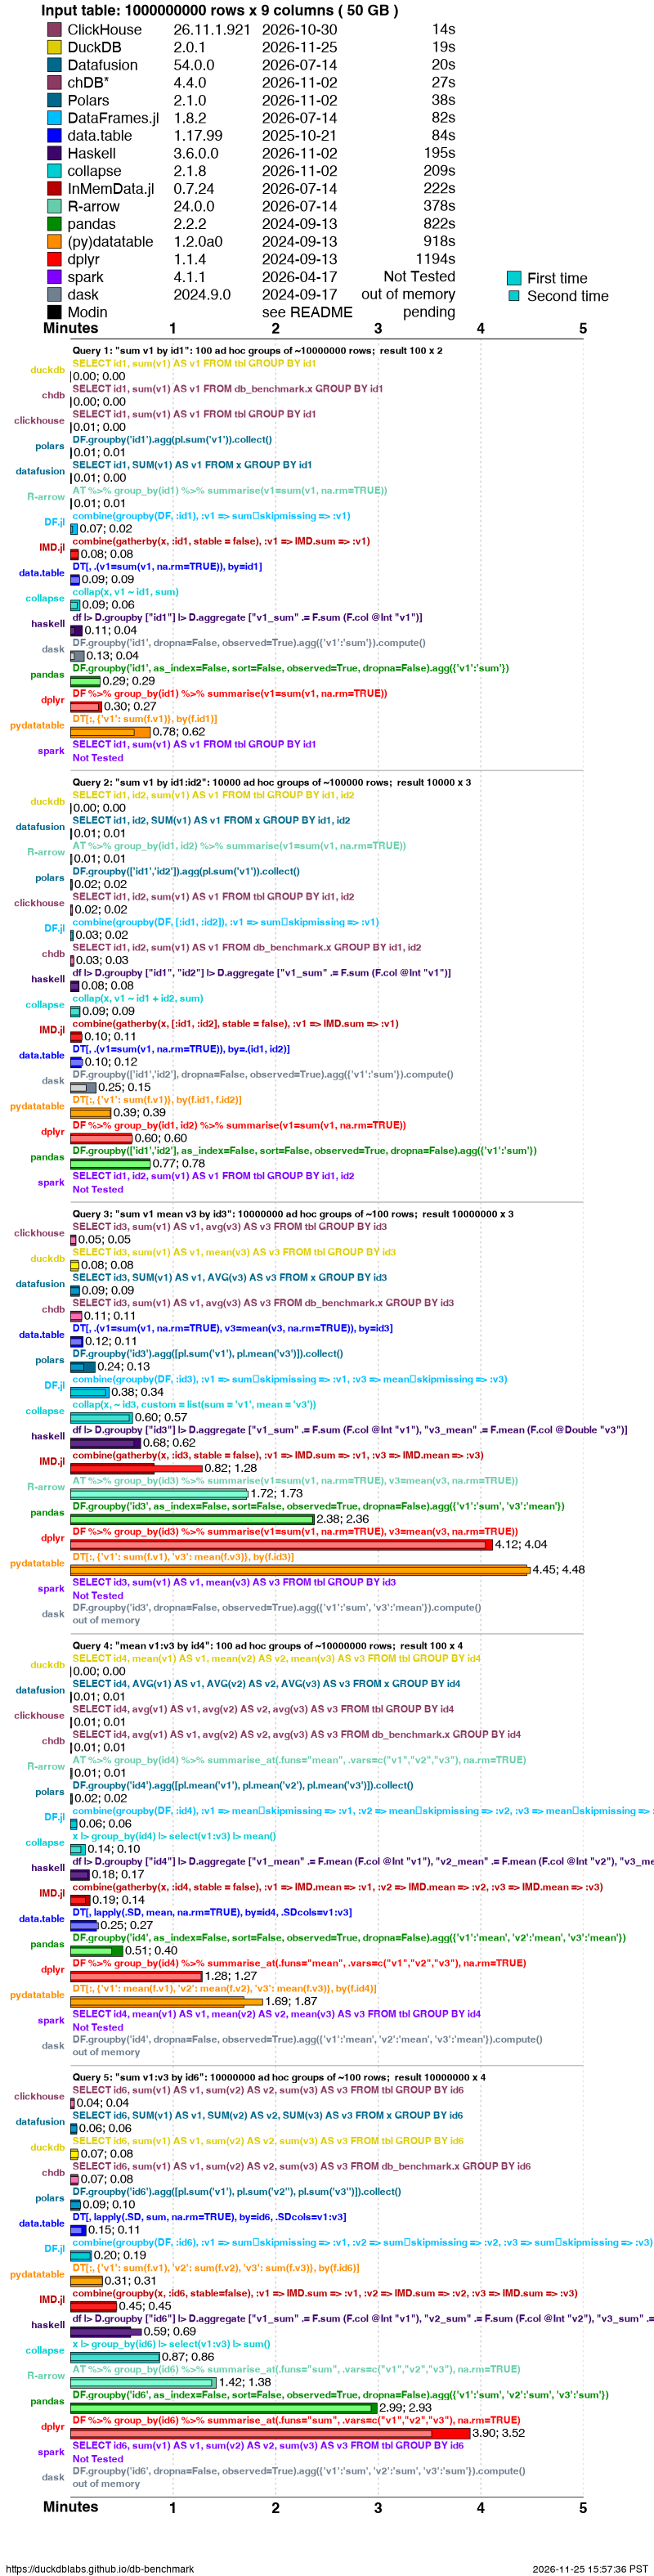 Input table: 1000000000 rows x 9 columns ( 50 GB )
ClickHouse 26.11.1.921 2026-10-30 14s
DuckDB 2.0.1 2026-11-25 19s
Datafusion 54.0.0 2026-07-14 20s
chDB* 4.4.0 2026-11-02 27s
Polars 2.1.0 2026-11-02 38s
DataFrames.jl 1.8.2 2026-07-14 82s
data.table 1.17.99 2025-10-21 84s
Haskell 3.6.0.0 2026-11-02 195s
collapse 2.1.8 2026-11-02 209s
InMemData.jl 0.7.24 2026-07-14 222s
R-arrow 24.0.0 2026-07-14 378s
pandas 2.2.2 2024-09-13 822s
(py)datatable 1.2.0a0 2024-09-13 918s
dplyr 1.1.4 2024-09-13 1194s
spark 4.1.1 2026-04-17 Not Tested
dask 2024.9.0 2024-09-17 out of memory
Modin see README pending
First time
Second time
Minutes 1 2 3 4 5
Query 1: "sum v1 by id1": 100 ad hoc groups of ~10000000 rows; result 100 x 2
SELECT id1, sum(v1) AS v1 FROM tbl GROUP BY id1
duckdb 0.00; 0.00
SELECT id1, sum(v1) AS v1 FROM db_benchmark.x GROUP BY id1
chdb 0.00; 0.00
SELECT id1, sum(v1) AS v1 FROM tbl GROUP BY id1
clickhouse 0.01; 0.00
DF.groupby('id1').agg(pl.sum('v1')).collect()
polars 0.01; 0.01
SELECT id1, SUM(v1) AS v1 FROM x GROUP BY id1
datafusion 0.01; 0.00
AT %>% group_by(id1) %>% summarise(v1=sum(v1, na.rm=TRUE))
R-arrow 0.01; 0.01
combine(groupby(DF, :id1), :v1 => sum□skipmissing => :v1)
DF.jl 0.07; 0.02
combine(gatherby(x, :id1, stable = false), :v1 => IMD.sum => :v1)
IMD.jl 0.08; 0.08
DT[, .(v1=sum(v1, na.rm=TRUE)), by=id1]
data.table 0.09; 0.09
collap(x, v1 ~ id1, sum)
collapse 0.09; 0.06
df |> D.groupby ["id1"] |> D.aggregate ["v1_sum" .= F.sum (F.col @Int "v1")]
haskell 0.11; 0.04
DF.groupby('id1', dropna=False, observed=True).agg({'v1':'sum'}).compute()
dask 0.13; 0.04
DF.groupby('id1', as_index=False, sort=False, observed=True, dropna=False).agg({'v1':'sum'})
pandas 0.29; 0.29
DF %>% group_by(id1) %>% summarise(v1=sum(v1, na.rm=TRUE))
dplyr 0.30; 0.27
DT[:, {'v1': sum(f.v1)}, by(f.id1)]
pydatatable 0.78; 0.62
SELECT id1, sum(v1) AS v1 FROM tbl GROUP BY id1
spark Not Tested
Query 2: "sum v1 by id1:id2": 10000 ad hoc groups of ~100000 rows; result 10000 x 3
SELECT id1, id2, sum(v1) AS v1 FROM tbl GROUP BY id1, id2
duckdb 0.00; 0.00
SELECT id1, id2, SUM(v1) AS v1 FROM x GROUP BY id1, id2
datafusion 0.01; 0.01
AT %>% group_by(id1, id2) %>% summarise(v1=sum(v1, na.rm=TRUE))
R-arrow 0.01; 0.01
DF.groupby(['id1','id2']).agg(pl.sum('v1')).collect()
polars 0.02; 0.02
SELECT id1, id2, sum(v1) AS v1 FROM tbl GROUP BY id1, id2
clickhouse 0.02; 0.02
combine(groupby(DF, [:id1, :id2]), :v1 => sum□skipmissing => :v1)
DF.jl 0.03; 0.02
SELECT id1, id2, sum(v1) AS v1 FROM db_benchmark.x GROUP BY id1, id2
chdb 0.03; 0.03
df |> D.groupby ["id1", "id2"] |> D.aggregate ["v1_sum" .= F.sum (F.col @Int "v1")]
haskell 0.08; 0.08
collap(x, v1 ~ id1 + id2, sum)
collapse 0.09; 0.09
combine(gatherby(x, [:id1, :id2], stable = false), :v1 => IMD.sum => :v1)
IMD.jl 0.10; 0.11
DT[, .(v1=sum(v1, na.rm=TRUE)), by=.(id1, id2)]
data.table 0.10; 0.12
DF.groupby(['id1','id2'], dropna=False, observed=True).agg({'v1':'sum'}).compute()
dask 0.25; 0.15
DT[:, {'v1': sum(f.v1)}, by(f.id1, f.id2)]
pydatatable 0.39; 0.39
DF %>% group_by(id1, id2) %>% summarise(v1=sum(v1, na.rm=TRUE))
dplyr 0.60; 0.60
DF.groupby(['id1','id2'], as_index=False, sort=False, observed=True, dropna=False).agg({'v1':'sum'})
pandas 0.77; 0.78
SELECT id1, id2, sum(v1) AS v1 FROM tbl GROUP BY id1, id2
spark Not Tested
Query 3: "sum v1 mean v3 by id3": 10000000 ad hoc groups of ~100 rows; result 10000000 x 3
SELECT id3, sum(v1) AS v1, avg(v3) AS v3 FROM tbl GROUP BY id3
clickhouse 0.05; 0.05
SELECT id3, sum(v1) AS v1, mean(v3) AS v3 FROM tbl GROUP BY id3
duckdb 0.08; 0.08
SELECT id3, SUM(v1) AS v1, AVG(v3) AS v3 FROM x GROUP BY id3
datafusion 0.09; 0.09
SELECT id3, sum(v1) AS v1, avg(v3) AS v3 FROM db_benchmark.x GROUP BY id3
chdb 0.11; 0.11
DT[, .(v1=sum(v1, na.rm=TRUE), v3=mean(v3, na.rm=TRUE)), by=id3]
data.table 0.12; 0.11
DF.groupby('id3').agg([pl.sum('v1'), pl.mean('v3')]).collect()
polars 0.24; 0.13
combine(groupby(DF, :id3), :v1 => sum□skipmissing => :v1, :v3 => mean□skipmissing => :v3)
DF.jl 0.38; 0.34
collap(x, ~ id3, custom = list(sum = 'v1', mean = 'v3'))
collapse 0.60; 0.57
df |> D.groupby ["id3"] |> D.aggregate ["v1_sum" .= F.sum (F.col @Int "v1"), "v3_mean" .= F.mean (F.col @Double "v3")]
haskell 0.68; 0.62
combine(gatherby(x, :id3, stable = false), :v1 => IMD.sum => :v1, :v3 => IMD.mean => :v3)
IMD.jl 0.82; 1.28
AT %>% group_by(id3) %>% summarise(v1=sum(v1, na.rm=TRUE), v3=mean(v3, na.rm=TRUE))
R-arrow 1.72; 1.73
DF.groupby('id3', as_index=False, sort=False, observed=True, dropna=False).agg({'v1':'sum', 'v3':'mean'})
pandas 2.38; 2.36
DF %>% group_by(id3) %>% summarise(v1=sum(v1, na.rm=TRUE), v3=mean(v3, na.rm=TRUE))
dplyr 4.12; 4.04
DT[:, {'v1': sum(f.v1), 'v3': mean(f.v3)}, by(f.id3)]
pydatatable 4.45; 4.48
SELECT id3, sum(v1) AS v1, mean(v3) AS v3 FROM tbl GROUP BY id3
spark Not Tested
DF.groupby('id3', dropna=False, observed=True).agg({'v1':'sum', 'v3':'mean'}).compute()
dask out of memory
Query 4: "mean v1:v3 by id4": 100 ad hoc groups of ~10000000 rows; result 100 x 4
SELECT id4, mean(v1) AS v1, mean(v2) AS v2, mean(v3) AS v3 FROM tbl GROUP BY id4
duckdb 0.00; 0.00
SELECT id4, AVG(v1) AS v1, AVG(v2) AS v2, AVG(v3) AS v3 FROM x GROUP BY id4
datafusion 0.01; 0.01
SELECT id4, avg(v1) AS v1, avg(v2) AS v2, avg(v3) AS v3 FROM tbl GROUP BY id4
clickhouse 0.01; 0.01
SELECT id4, avg(v1) AS v1, avg(v2) AS v2, avg(v3) AS v3 FROM db_benchmark.x GROUP BY id4
chdb 0.01; 0.01
AT %>% group_by(id4) %>% summarise_at(.funs="mean", .vars=c("v1","v2","v3"), na.rm=TRUE)
R-arrow 0.01; 0.01
DF.groupby('id4').agg([pl.mean('v1'), pl.mean('v2'), pl.mean('v3')]).collect()
polars 0.02; 0.02
combine(groupby(DF, :id4), :v1 => mean□skipmissing => :v1, :v2 => mean□skipmissing => :v2, :v3 => mean□skipmissing => :
DF.jl 0.06; 0.06
x |> group_by(id4) |> select(v1:v3) |> mean()
collapse 0.14; 0.10
df |> D.groupby ["id4"] |> D.aggregate ["v1_mean" .= F.mean (F.col @Int "v1"), "v2_mean" .= F.mean (F.col @Int "v2"), "v3_me
haskell 0.18; 0.17
combine(gatherby(x, :id4, stable = false), :v1 => IMD.mean => :v1, :v2 => IMD.mean => :v2, :v3 => IMD.mean => :v3)
IMD.jl 0.19; 0.14
DT[, lapply(.SD, mean, na.rm=TRUE), by=id4, .SDcols=v1:v3]
data.table 0.25; 0.27
DF.groupby('id4', as_index=False, sort=False, observed=True, dropna=False).agg({'v1':'mean', 'v2':'mean', 'v3':'mean'})
pandas 0.51; 0.40
DF %>% group_by(id4) %>% summarise_at(.funs="mean", .vars=c("v1","v2","v3"), na.rm=TRUE)
dplyr 1.28; 1.27
DT[:, {'v1': mean(f.v1), 'v2': mean(f.v2), 'v3': mean(f.v3)}, by(f.id4)]
pydatatable 1.69; 1.87
SELECT id4, mean(v1) AS v1, mean(v2) AS v2, mean(v3) AS v3 FROM tbl GROUP BY id4
spark Not Tested
DF.groupby('id4', dropna=False, observed=True).agg({'v1':'mean', 'v2':'mean', 'v3':'mean'}).compute()
dask out of memory
Query 5: "sum v1:v3 by id6": 10000000 ad hoc groups of ~100 rows; result 10000000 x 4
SELECT id6, sum(v1) AS v1, sum(v2) AS v2, sum(v3) AS v3 FROM tbl GROUP BY id6
clickhouse 0.04; 0.04
SELECT id6, SUM(v1) AS v1, SUM(v2) AS v2, SUM(v3) AS v3 FROM x GROUP BY id6
datafusion 0.06; 0.06
SELECT id6, sum(v1) AS v1, sum(v2) AS v2, sum(v3) AS v3 FROM tbl GROUP BY id6
duckdb 0.07; 0.08
SELECT id6, sum(v1) AS v1, sum(v2) AS v2, sum(v3) AS v3 FROM db_benchmark.x GROUP BY id6
chdb 0.07; 0.08
DF.groupby('id6').agg([pl.sum('v1'), pl.sum('v2''), pl.sum('v3'')]).collect()
polars 0.09; 0.10
DT[, lapply(.SD, sum, na.rm=TRUE), by=id6, .SDcols=v1:v3]
data.table 0.15; 0.11
combine(groupby(DF, :id6), :v1 => sum□skipmissing => :v1, :v2 => sum□skipmissing => :v2, :v3 => sum□skipmissing => :v3)
DF.jl 0.20; 0.19
DT[:, {'v1': sum(f.v1), 'v2': sum(f.v2), 'v3': sum(f.v3)}, by(f.id6)]
pydatatable 0.31; 0.31
combine(groupby(x, :id6, stable=false), :v1 => IMD.sum => :v1, :v2 => IMD.sum => :v2, :v3 => IMD.sum => :v3)
IMD.jl 0.45; 0.45
df |> D.groupby ["id6"] |> D.aggregate ["v1_sum" .= F.sum (F.col @Int "v1"), "v2_sum" .= F.sum (F.col @Int "v2"), "v3_sum" .=
haskell 0.59; 0.69
x |> group_by(id6) |> select(v1:v3) |> sum()
collapse 0.87; 0.86
AT %>% group_by(id6) %>% summarise_at(.funs="sum", .vars=c("v1","v2","v3"), na.rm=TRUE)
R-arrow 1.42; 1.38
DF.groupby('id6', as_index=False, sort=False, observed=True, dropna=False).agg({'v1':'sum', 'v2':'sum', 'v3':'sum'})
pandas 2.99; 2.93
DF %>% group_by(id6) %>% summarise_at(.funs="sum", .vars=c("v1","v2","v3"), na.rm=TRUE)
dplyr 3.90; 3.52
SELECT id6, sum(v1) AS v1, sum(v2) AS v2, sum(v3) AS v3 FROM tbl GROUP BY id6
spark Not Tested
DF.groupby('id6', dropna=False, observed=True).agg({'v1':'sum', 'v2':'sum', 'v3':'sum'}).compute()
dask out of memory
Minutes 1 2 3 4 5
https://duckdblabs.github.io/db-benchmark 2026-11-25 15:57:36 PST